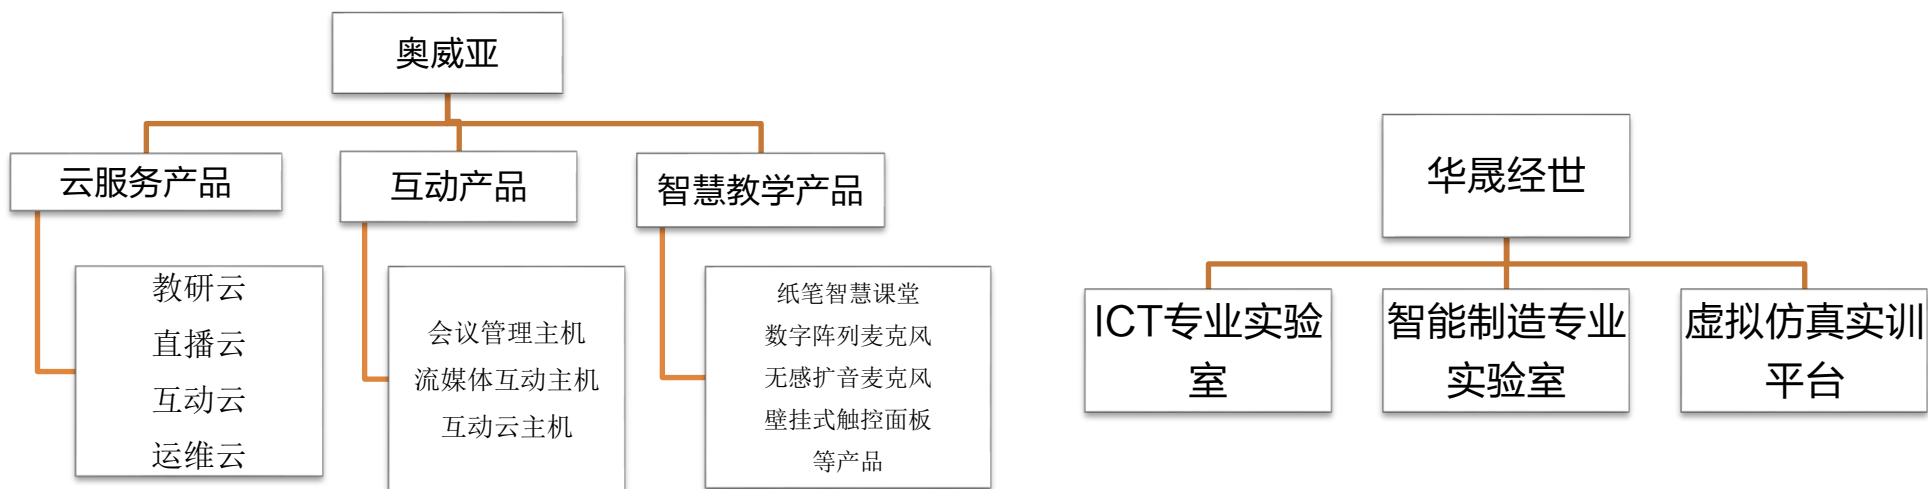 奥威亚
云服务产品
互动产品
智慧教学产品
教研云
直播云
互动云
运维云
会议管理主机
流媒体互动主机
互动云主机
纸笔智慧课堂
数字阵列麦克风
无感扩音麦克风
壁挂式触控面板
等产品
华晟经世
ICT专业实验
室
智能制造专业
实验室
虚拟仿真实训
平台